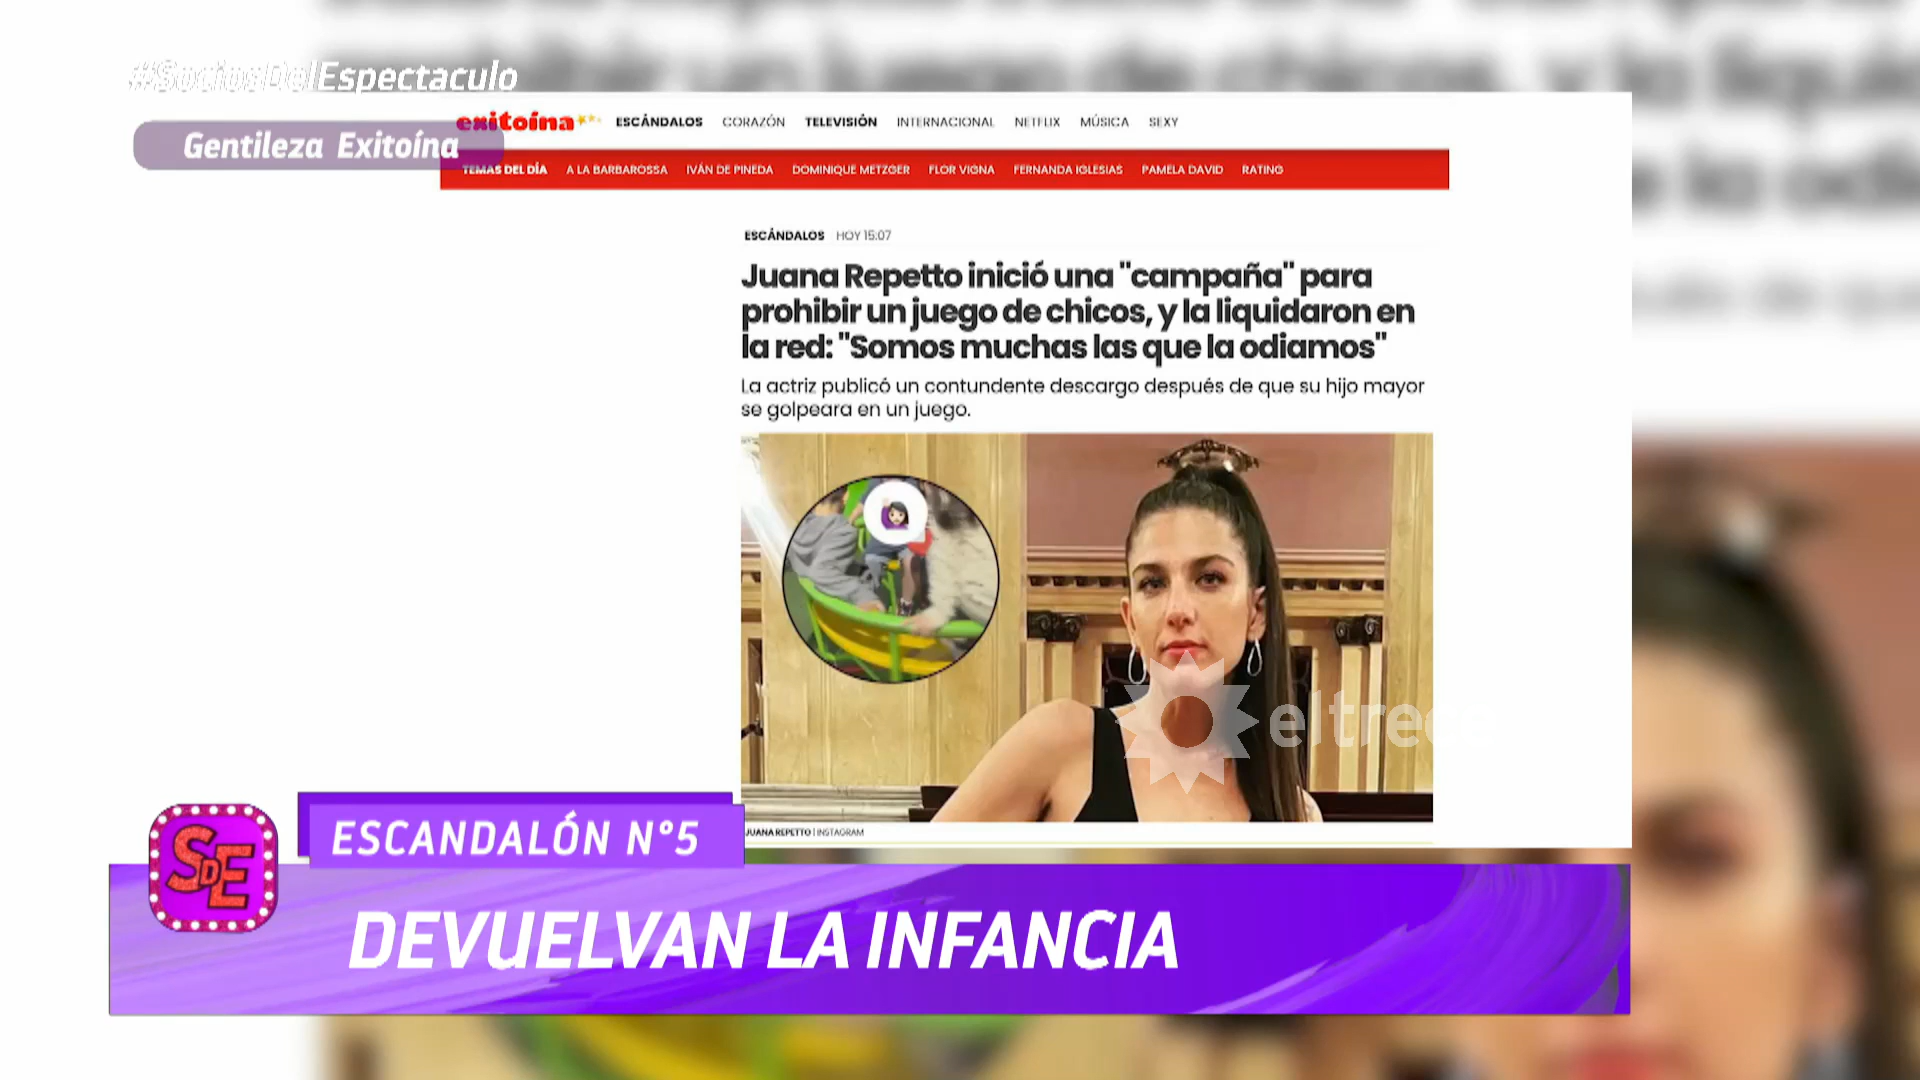 #SociosDelEspectaculo
Gentileza Exitoína
exitoína
ESCÁNDALOS CORAZÓN TELEVISIÓN INTERNACIONAL NETFLIX MÚSICA SEXY
TEMAS DEL DÍA A LA BARBAROSSA IVÁN DE PINEDA DOMINIQUE METZGER FLOR VIGNA FERNANDA IGLESIAS PAMELA DAVID RATING
ESCÁNDALOS HOY 15:07
Juana Repetto inició una "campaña" para
prohibir un juego de chicos, y la liquidaron en
la red: "Somos muchas las que la odiamos"
La actriz publicó un contundente descargo después de que su hijo mayor
se golpeara en un juego.
eltrece
JUANA REPETTO | INSTAGRAM
SDE
ESCANDALÓN N°5
DEVUELVAN LA INFANCIA